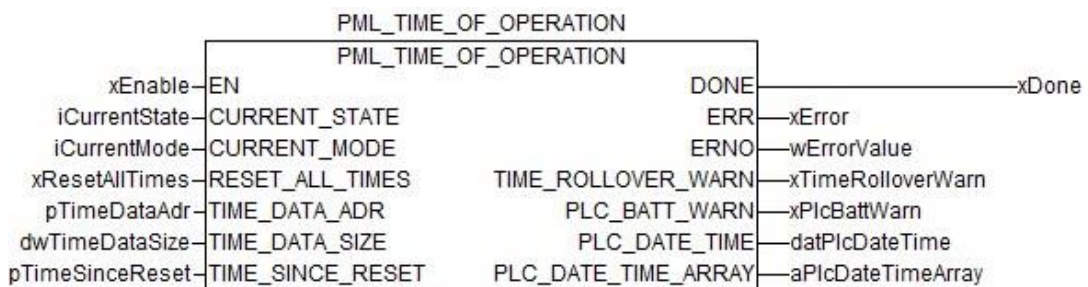 PML_TIME_OF_OPERATION
PML_TIME_OF_OPERATION
xEnable EN DONE xDone
iCurrentState CURRENT_STATE ERR xError
iCurrentMode CURRENT_MODE ERNO wErrorValue
xResetAllTimes RESET_ALL_TIMES TIME_ROLLOVER_WARN xTimeRolloverWarn
pTimeDataAdr TIME_DATA_ADR PLC_BATT_WARN xPlcBattWarn
dwTimeDataSize TIME_DATA_SIZE PLC_DATE_TIME datPlcDateTime
pTimeSinceReset TIME_SINCE_RESET PLC_DATE_TIME_ARRAY aPlcDateTimeArray